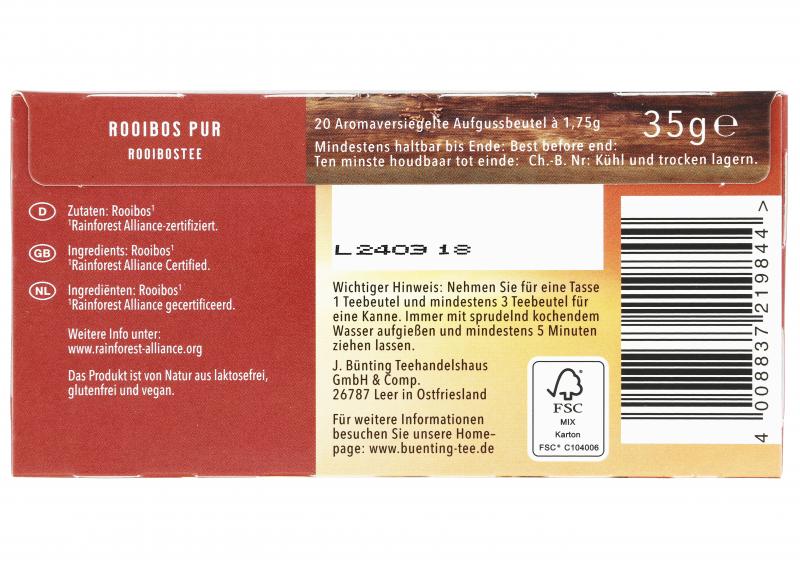 ROOIBOS PUR
ROOIBOSTEE
20 Aromaversiegelte Aufgussbeutel à 1,75g
35g℮
Mindestens haltbar bis Ende: Best before end:
Ten minste houdbaar tot einde: Ch.-B. Nr: Kühl und trocken lagern.
D Zutaten: Rooibos¹
¹Rainforest Alliance-zertifiziert.
GB Ingredients: Rooibos¹
¹Rainforest Alliance Certified.
NL Ingrediënten: Rooibos¹
¹Rainforest Alliance gecertificeerd.
Weitere Info unter:
www.rainforest-alliance.org
Das Produkt ist von Natur aus laktosefrei,
glutenfrei und vegan.
L 2403 18
Wichtiger Hinweis: Nehmen Sie für eine Tasse
1 Teebeutel und mindestens 3 Teebeutel für
eine Kanne. Immer mit sprudelnd kochendem
Wasser aufgießen und mindestens 5 Minuten
ziehen lassen.
J. Bünting Teehandelshaus
GmbH & Comp.
26787 Leer in Ostfriesland
Für weitere Informationen
besuchen Sie unsere Home-
page: www.buenting-tee.de
FSC
MIX
Karton
FSC® C104006
4 008837 219844 >